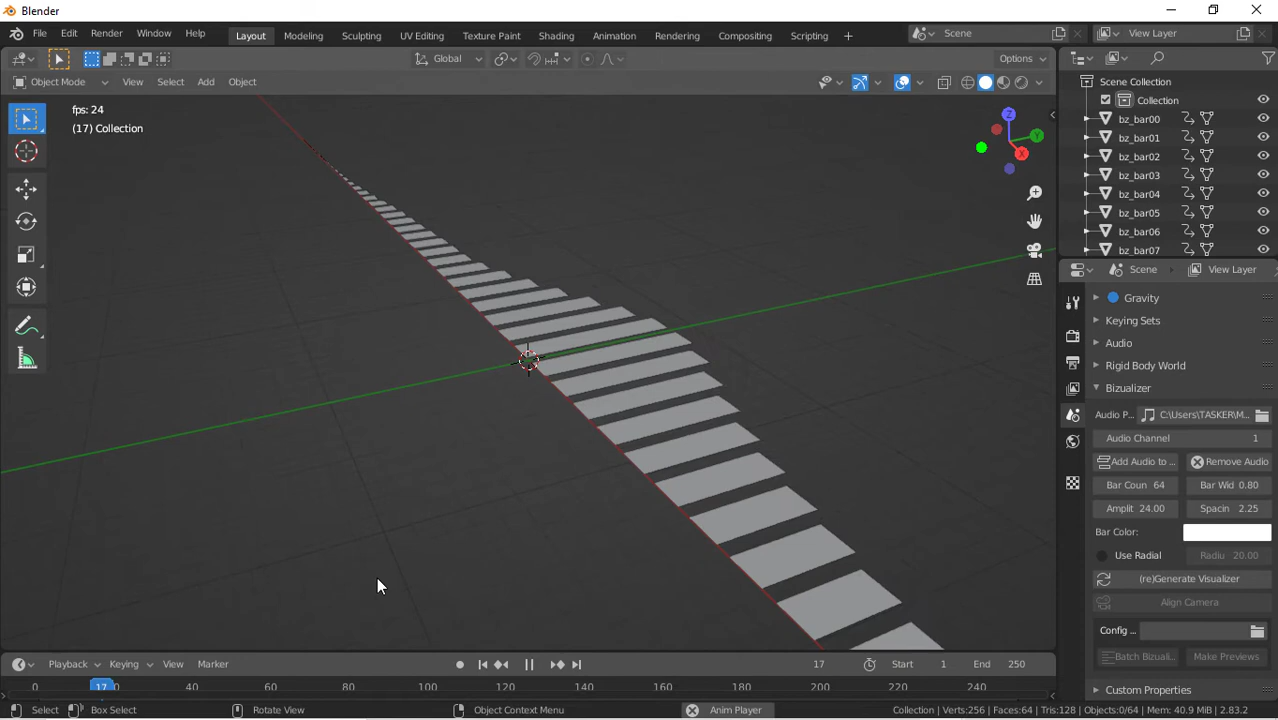 Blender
File Edit Render Window Help Layout Modeling Sculpting UV Editing Texture Paint Shading Animation Rendering Compositing Scripting + Scene View Layer
Global Options
Object Mode View Select Add Object
fps: 24
(17) Collection
Z
Y
X
Scene Collection
Collection
bz_bar00
bz_bar01
bz_bar02
bz_bar03
bz_bar04
bz_bar05
bz_bar06
bz_bar07
Scene View Layer
Gravity
Keying Sets
Audio
Rigid Body World
Bizualizer
Audio P... C:\Users\TASKER\M...
Audio Channel 1
Add Audio to ... Remove Audio
Bar Coun 64 Bar Wid 0.80
Amplit 24.00 Spacin 2.25
Bar Color:
Use Radial Radiu 20.00
(re)Generate Visualizer
Align Camera
Config ...
Batch Bizuali... Make Previews
Custom Properties
Playback Keying View Marker 17 Start 1 End 250
0 17 0 40 60 80 100 120 140 160 180 200 220 240
Select Box Select Rotate View Object Context Menu Anim Player Collection | Verts:256 | Faces:64 | Tris:128 | Objects:0/64 | Mem: 40.9 MiB | 2.83.2